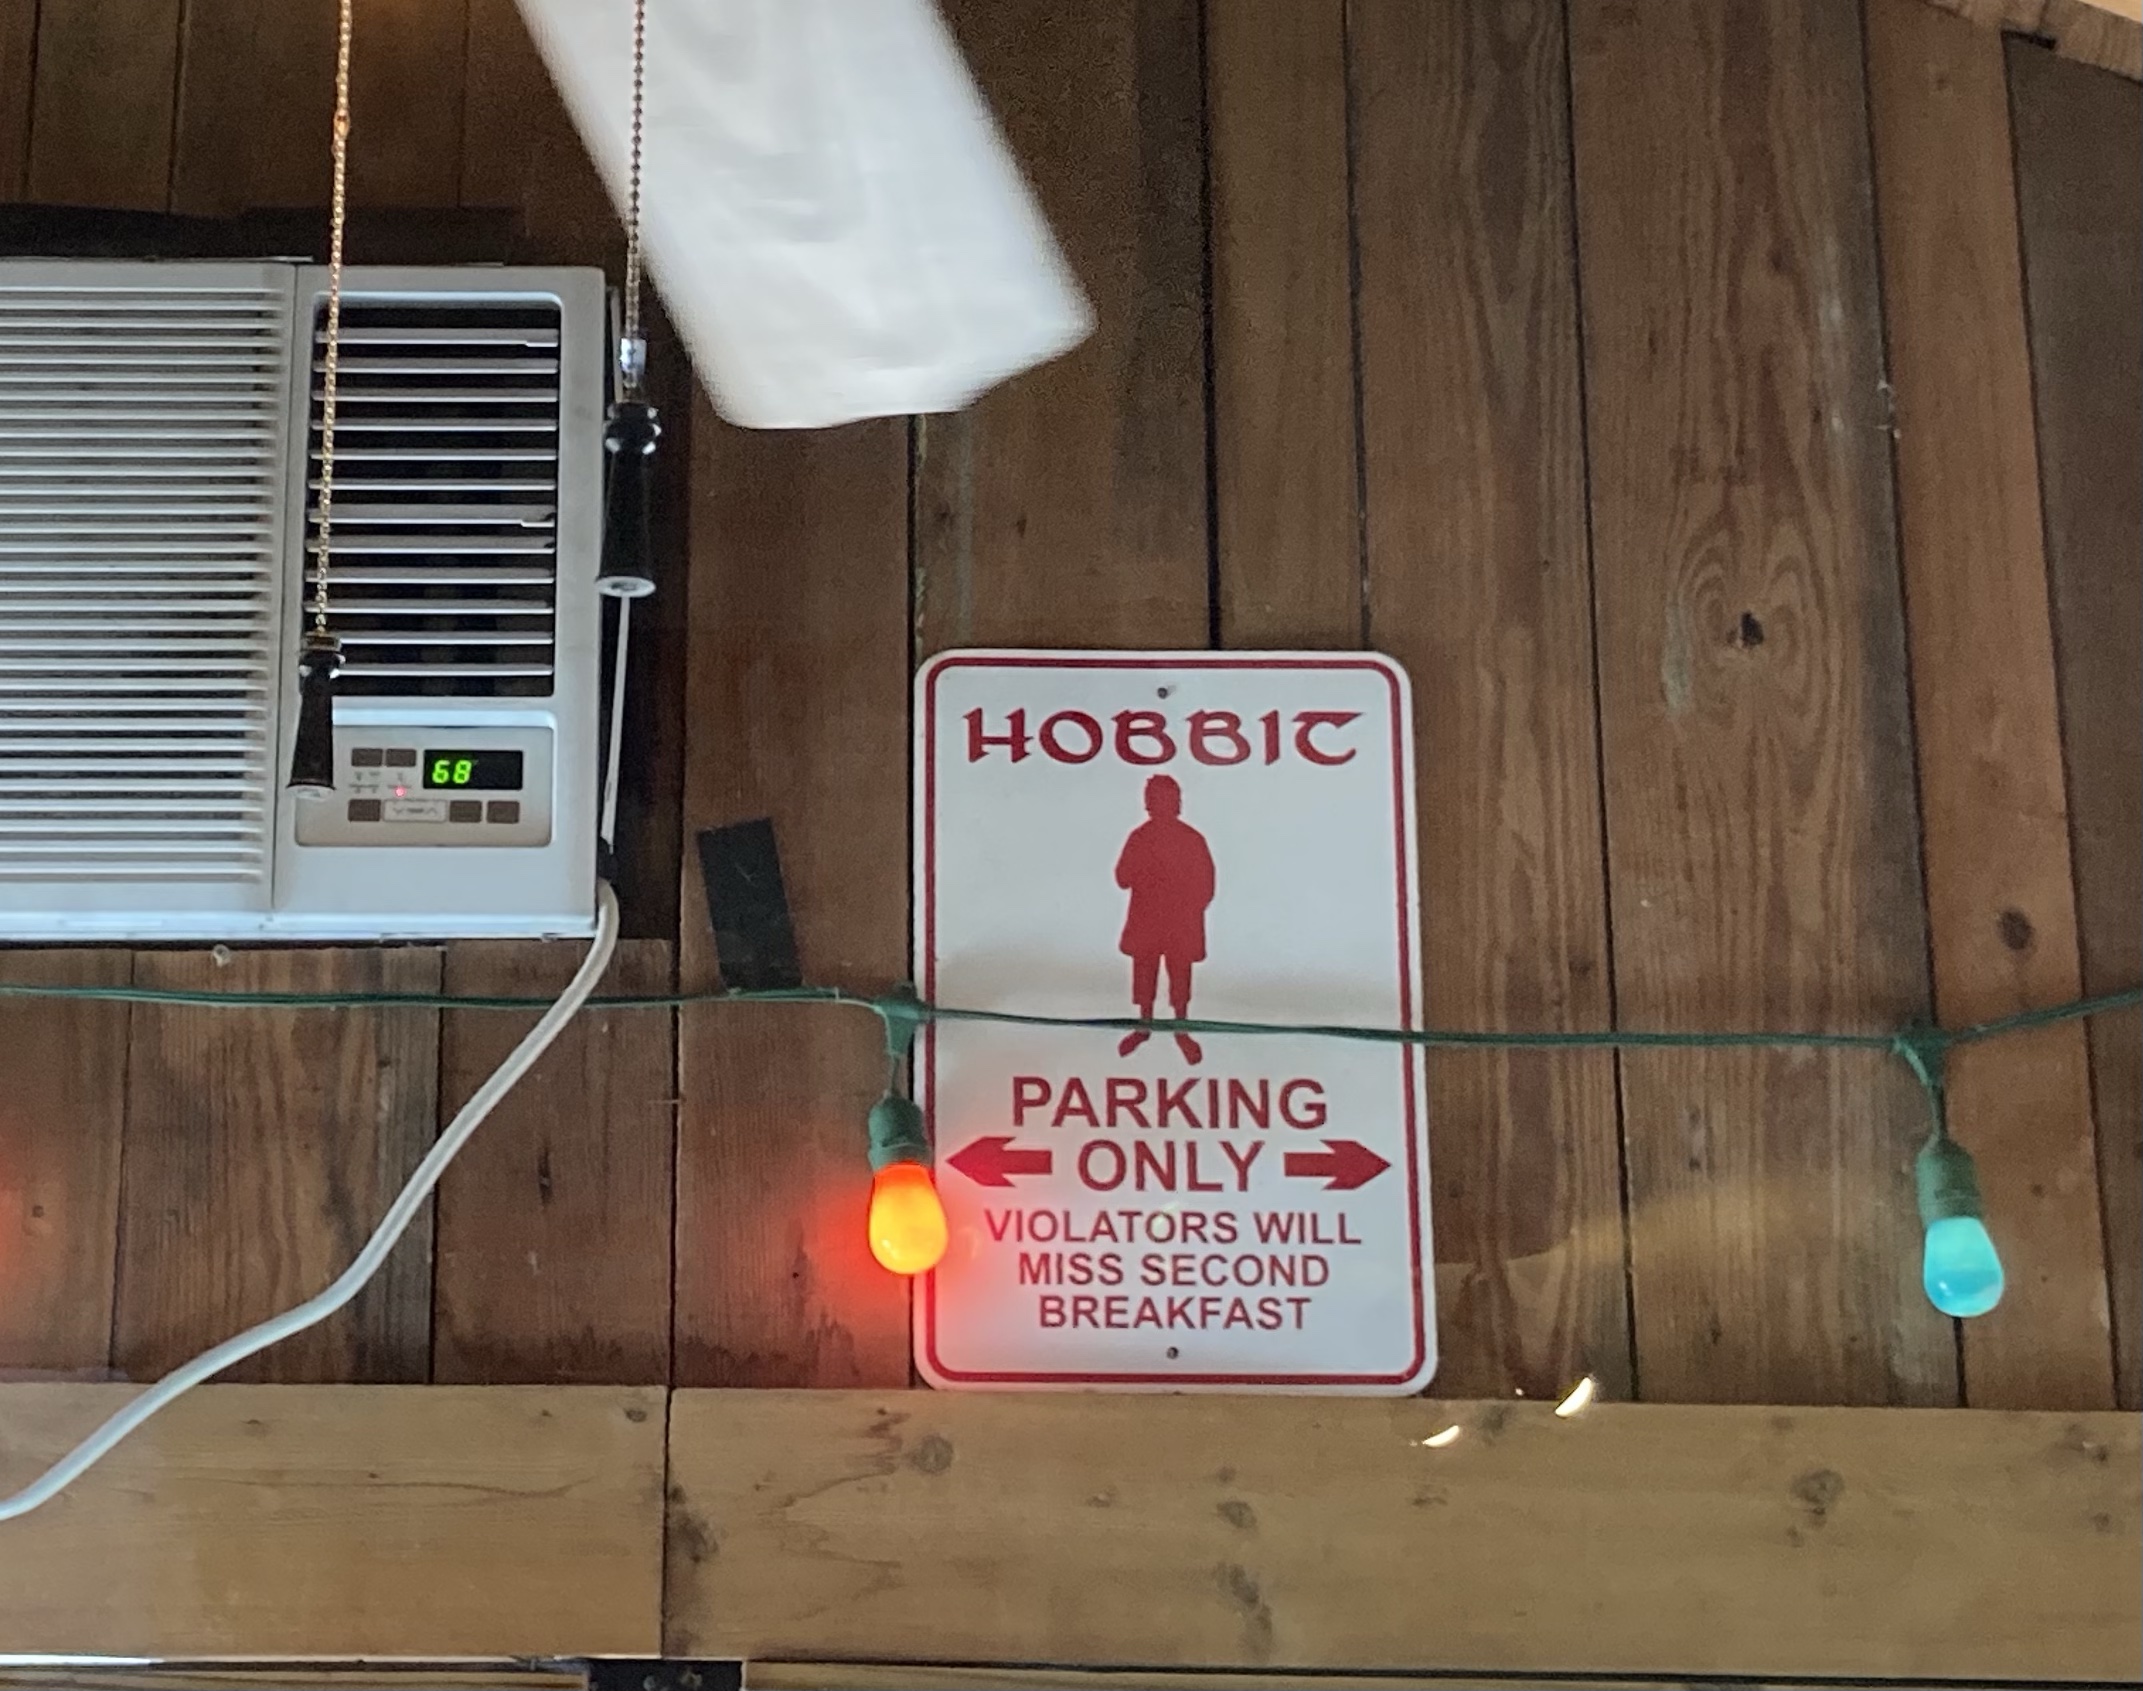 68
HOBBIT
PARKING
ONLY
VIOLATORS WILL
MISS SECOND
BREAKFAST